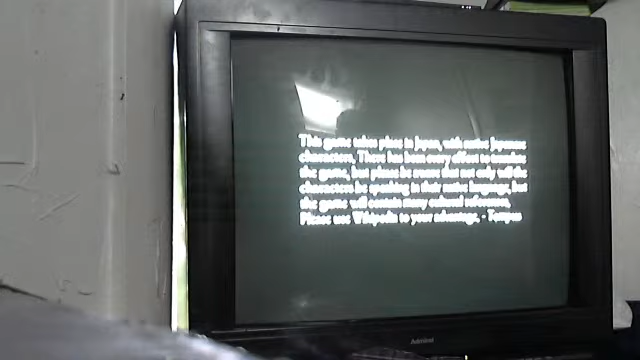 This game takes place in Japan, with native Japanese
characters. There has been every effort to translate
the game, but please be aware that not only will the
characters be speaking in their native language, but
the game will contain many cultural references.
Please use Wikipedia to your advantage. -
Admiral